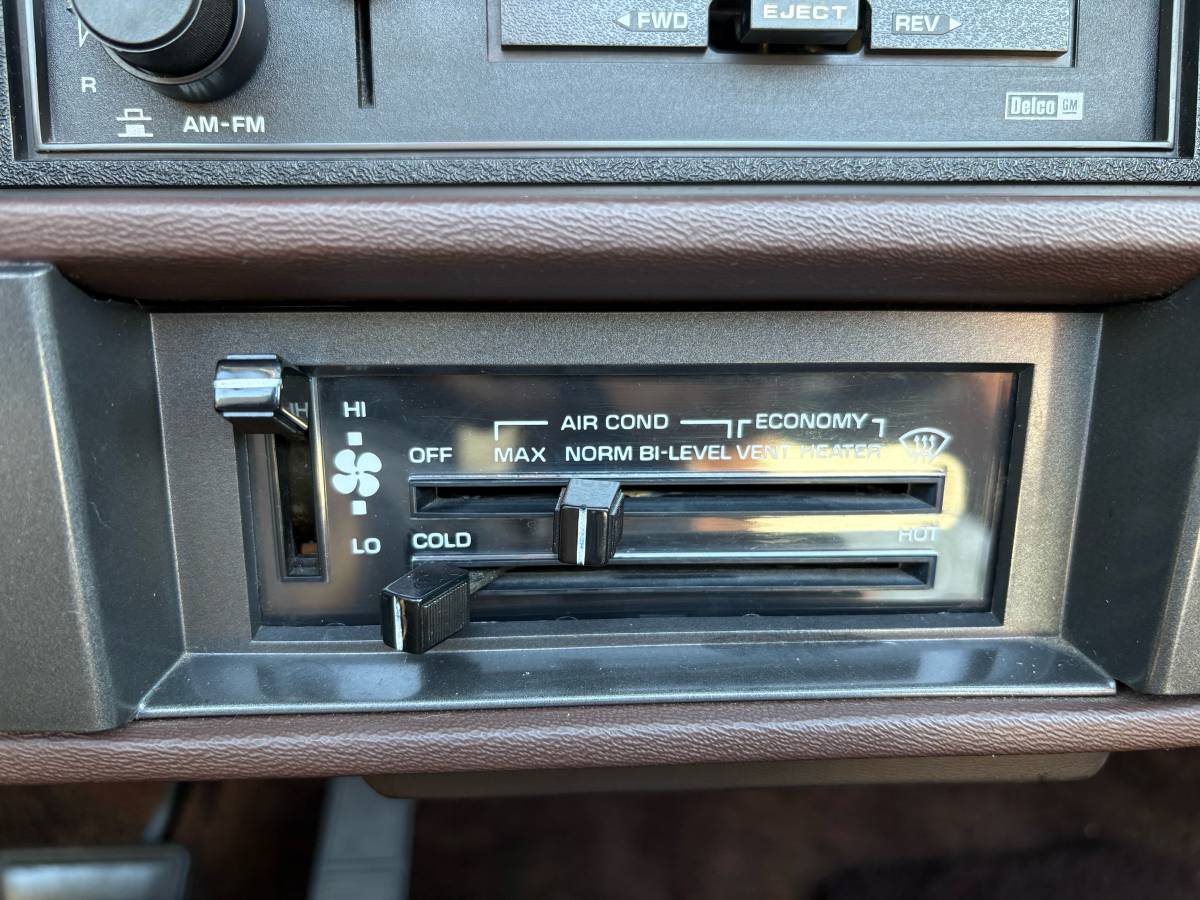 FWD EJECT REV
R
AM-FM
Delco GM
HI
AIR COND ECONOMY
OFF MAX NORM BI-LEVEL VENT HEATER
LO
COLD HOT